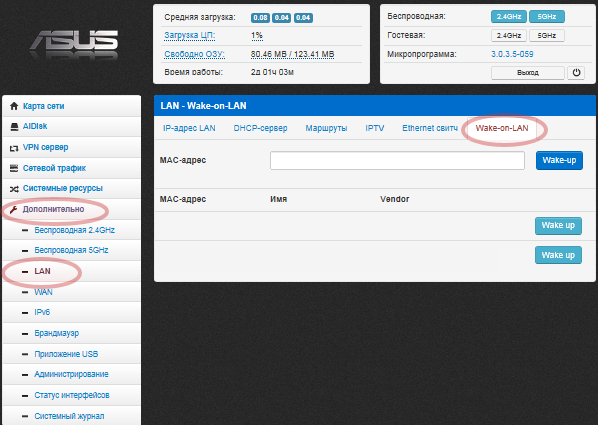 ASUS
Средняя загрузка: 0.08 0.04 0.04
Загрузка ЦП: 1%
Свободно ОЗУ: 80.46 MB / 123.41 MB
Время работы: 2д 01ч 03м
Беспроводная: 2.4GHz 5GHz
Гостевая: 2.4GHz 5GHz
Микропрограмма: 3.0.3.5-059
Выход
Карта сети
AiDisk
VPN сервер
Сетевой трафик
Системные ресурсы
Дополнительно
Беспроводная 2.4GHz
Беспроводная 5GHz
LAN
WAN
IPv6
Брандмауэр
Приложение USB
Администрирование
Статус интерфейсов
Системный журнал
LAN - Wake-on-LAN
IP-адрес LAN DHCP-сервер Маршруты IPTV Ethernet свитч Wake-on-LAN
MAC-адрес Wake-up
MAC-адрес Имя Vendor
Wake up
Wake up